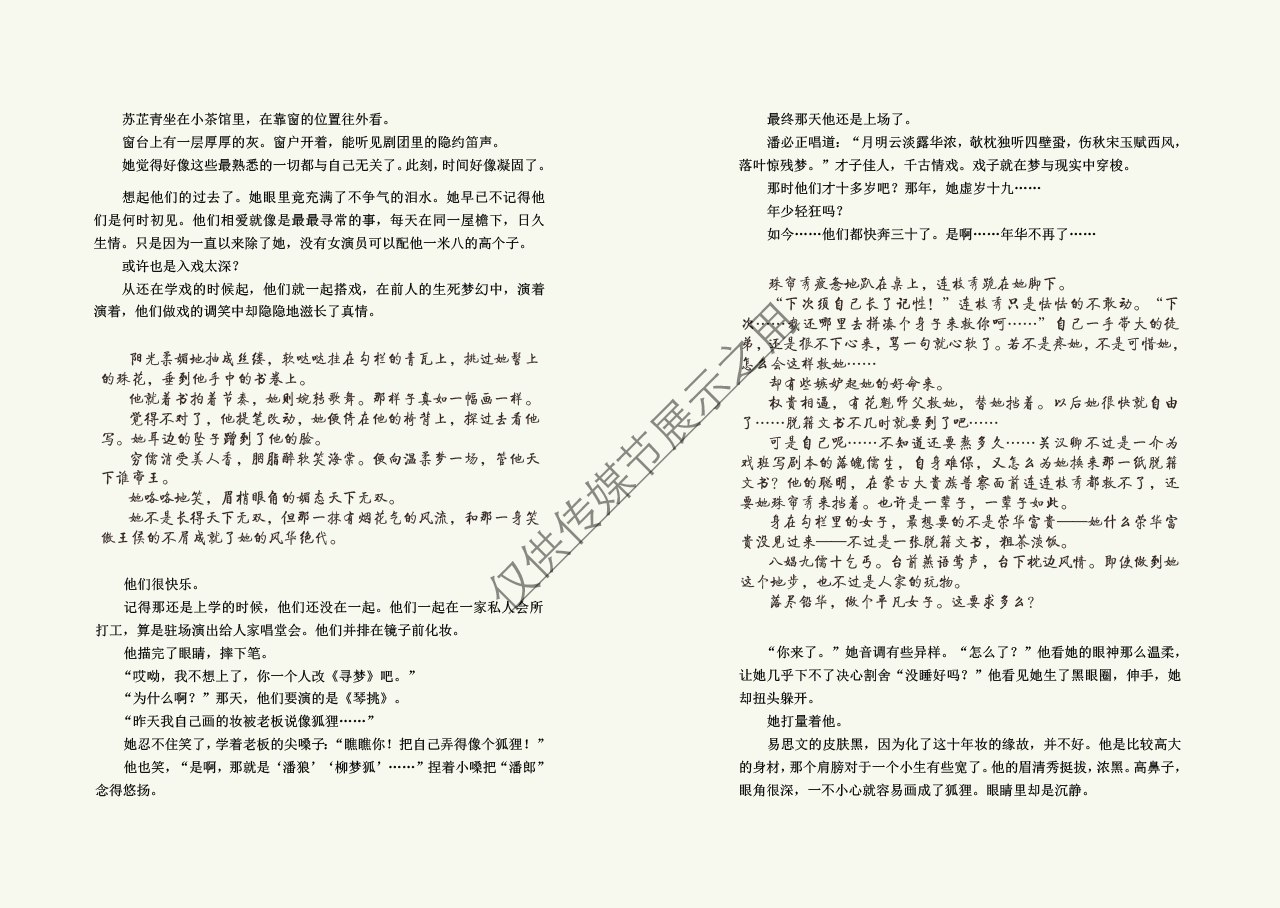 苏芷青坐在小茶馆里，在靠窗的位置往外看。
窗台上有一层厚厚的灰。窗户开着，能听见剧团里的隐约笛声。
她觉得好像这些最熟悉的一切都与自己无关了。此刻，时间好像凝固了。
想起他们的过去了。她眼里竟充满了不争气的泪水。她早已不记得他
们是何时初见。他们相爱就像是最最寻常的事，每天在同一屋檐下，日久
生情。只是因为一直以来除了她，没有女演员可以配他一米八的高个子。
或许也是入戏太深？
从还在学戏的时候起，他们就一起搭戏，在前人的生死梦幻中，演着
演着，他们做戏的调笑中却隐隐地滋长了真情。
阳光柔媚地抽成丝缕，软哒哒挂在勾栏的青瓦上，挑过她髻上
的珠花，垂到他手中的书卷上。
他就着书拍着节奏，她则婉转歌舞。那样子真如一幅画一样。
觉得不对了，他提笔改动，她便倚在他的椅背上，探过去看他
写。她耳边的坠子蹭到了他的脸。
穷儒消受美人香，胭脂醉软笑海棠。便向温柔梦一场，管他天
下谁帝王。
她咯咯地笑，眉梢眼角的媚态天下无双。
她不是长得天下无双，但那一抹有烟花气的风流，和那一身笑
傲王侯的不屑成就了她的风华绝代。
他们很快乐。
记得那还是上学的时候，他们还没在一起。他们一起在一家私人会所
打工，算是驻场演出给人家唱堂会。他们并排在镜子前化妆。
他描完了眼睛，摔下笔。
“哎呦，我不想上了，你一个人改《寻梦》吧。”
“为什么啊？”那天，他们要演的是《琴挑》。
“昨天我自己画的妆被老板说像狐狸……”
她忍不住笑了，学着老板的尖嗓子：“瞧瞧你！把自己弄得像个狐狸！”
他也笑，“是啊，那就是‘潘狼’‘柳梦狐’……”捏着小嗓把“潘郎”
念得悠扬。
最终那天他还是上场了。
潘必正唱道：“月明云淡露华浓，欹枕独听四壁蛩，伤秋宋玉赋西风，
落叶惊残梦。”才子佳人，千古情戏。戏子就在梦与现实中穿梭。
那时他们才十多岁吧？那年，她虚岁十九……
年少轻狂吗？
如今……他们都快奔三十了。是啊……年华不再了……
珠帘秀疲惫地趴在桌上，连枝秀跪在她脚下。
“下次须自己长了记性！”连枝秀只是怯怯的不敢动。“下
次……我还哪里去拼凑个身子来救你呵……”自己一手带大的徒
弟，还是狠不下心来，骂一句就心软了。若不是疼她，不是可惜她，
怎么会这样救她……
却有些嫉妒起她的好命来。
权贵相逼，有花魁师父救她，替她挡着。以后她很快就自由
了……脱籍文书不几时就要到了吧……
可是自己呢……不知道还要熬多久……关汉卿不过是一介为
戏班写剧本的落魄儒生，自身难保，又怎么为她换来那一纸脱籍
文书？他的聪明，在蒙古大贵族普察面前连连枝秀都救不了，还
要她珠帘秀来挡着。也许是一辈子，一辈子如此。
身在勾栏里的女子，最想要的不是荣华富贵——她什么荣华富
贵没见过来——不过是一张脱籍文书，粗茶淡饭。
八娼九儒十乞丐。台前燕语莺声，台下枕边风情。即使做到她
这个地步，也不过是人家的玩物。
落尽铅华，做个平凡女子。这要求多么？
“你来了。”她音调有些异样。“怎么了？”他看她的眼神那么温柔，
让她几乎下不了决心割舍“没睡好吗？”他看见她生了黑眼圈，伸手，她
却扭头躲开。
她打量着他。
易思文的皮肤黑，因为化了这十年妆的缘故，并不好。他是比较高大
的身材，那个肩膀对于一个小生有些宽了。他的眉清秀挺拔，浓黑。高鼻子，
眼角很深，一不小心就容易画成了狐狸。眼睛里却是沉静。
仅供传媒节展示之用